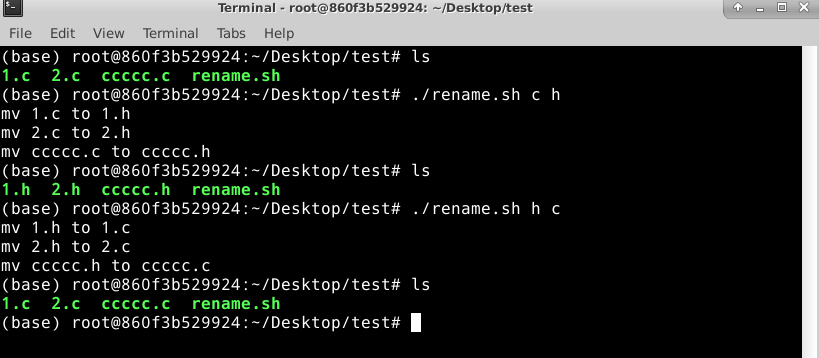 Terminal - root@860f3b529924: ~/Desktop/test
File Edit View Terminal Tabs Help
(base) root@860f3b529924:~/Desktop/test# ls
1.c 2.c ccccc.c rename.sh
(base) root@860f3b529924:~/Desktop/test# ./rename.sh c h
mv 1.c to 1.h
mv 2.c to 2.h
mv ccccc.c to ccccc.h
(base) root@860f3b529924:~/Desktop/test# ls
1.h 2.h ccccc.h rename.sh
(base) root@860f3b529924:~/Desktop/test# ./rename.sh h c
mv 1.h to 1.c
mv 2.h to 2.c
mv ccccc.h to ccccc.c
(base) root@860f3b529924:~/Desktop/test# ls
1.c 2.c ccccc.c rename.sh
(base) root@860f3b529924:~/Desktop/test#